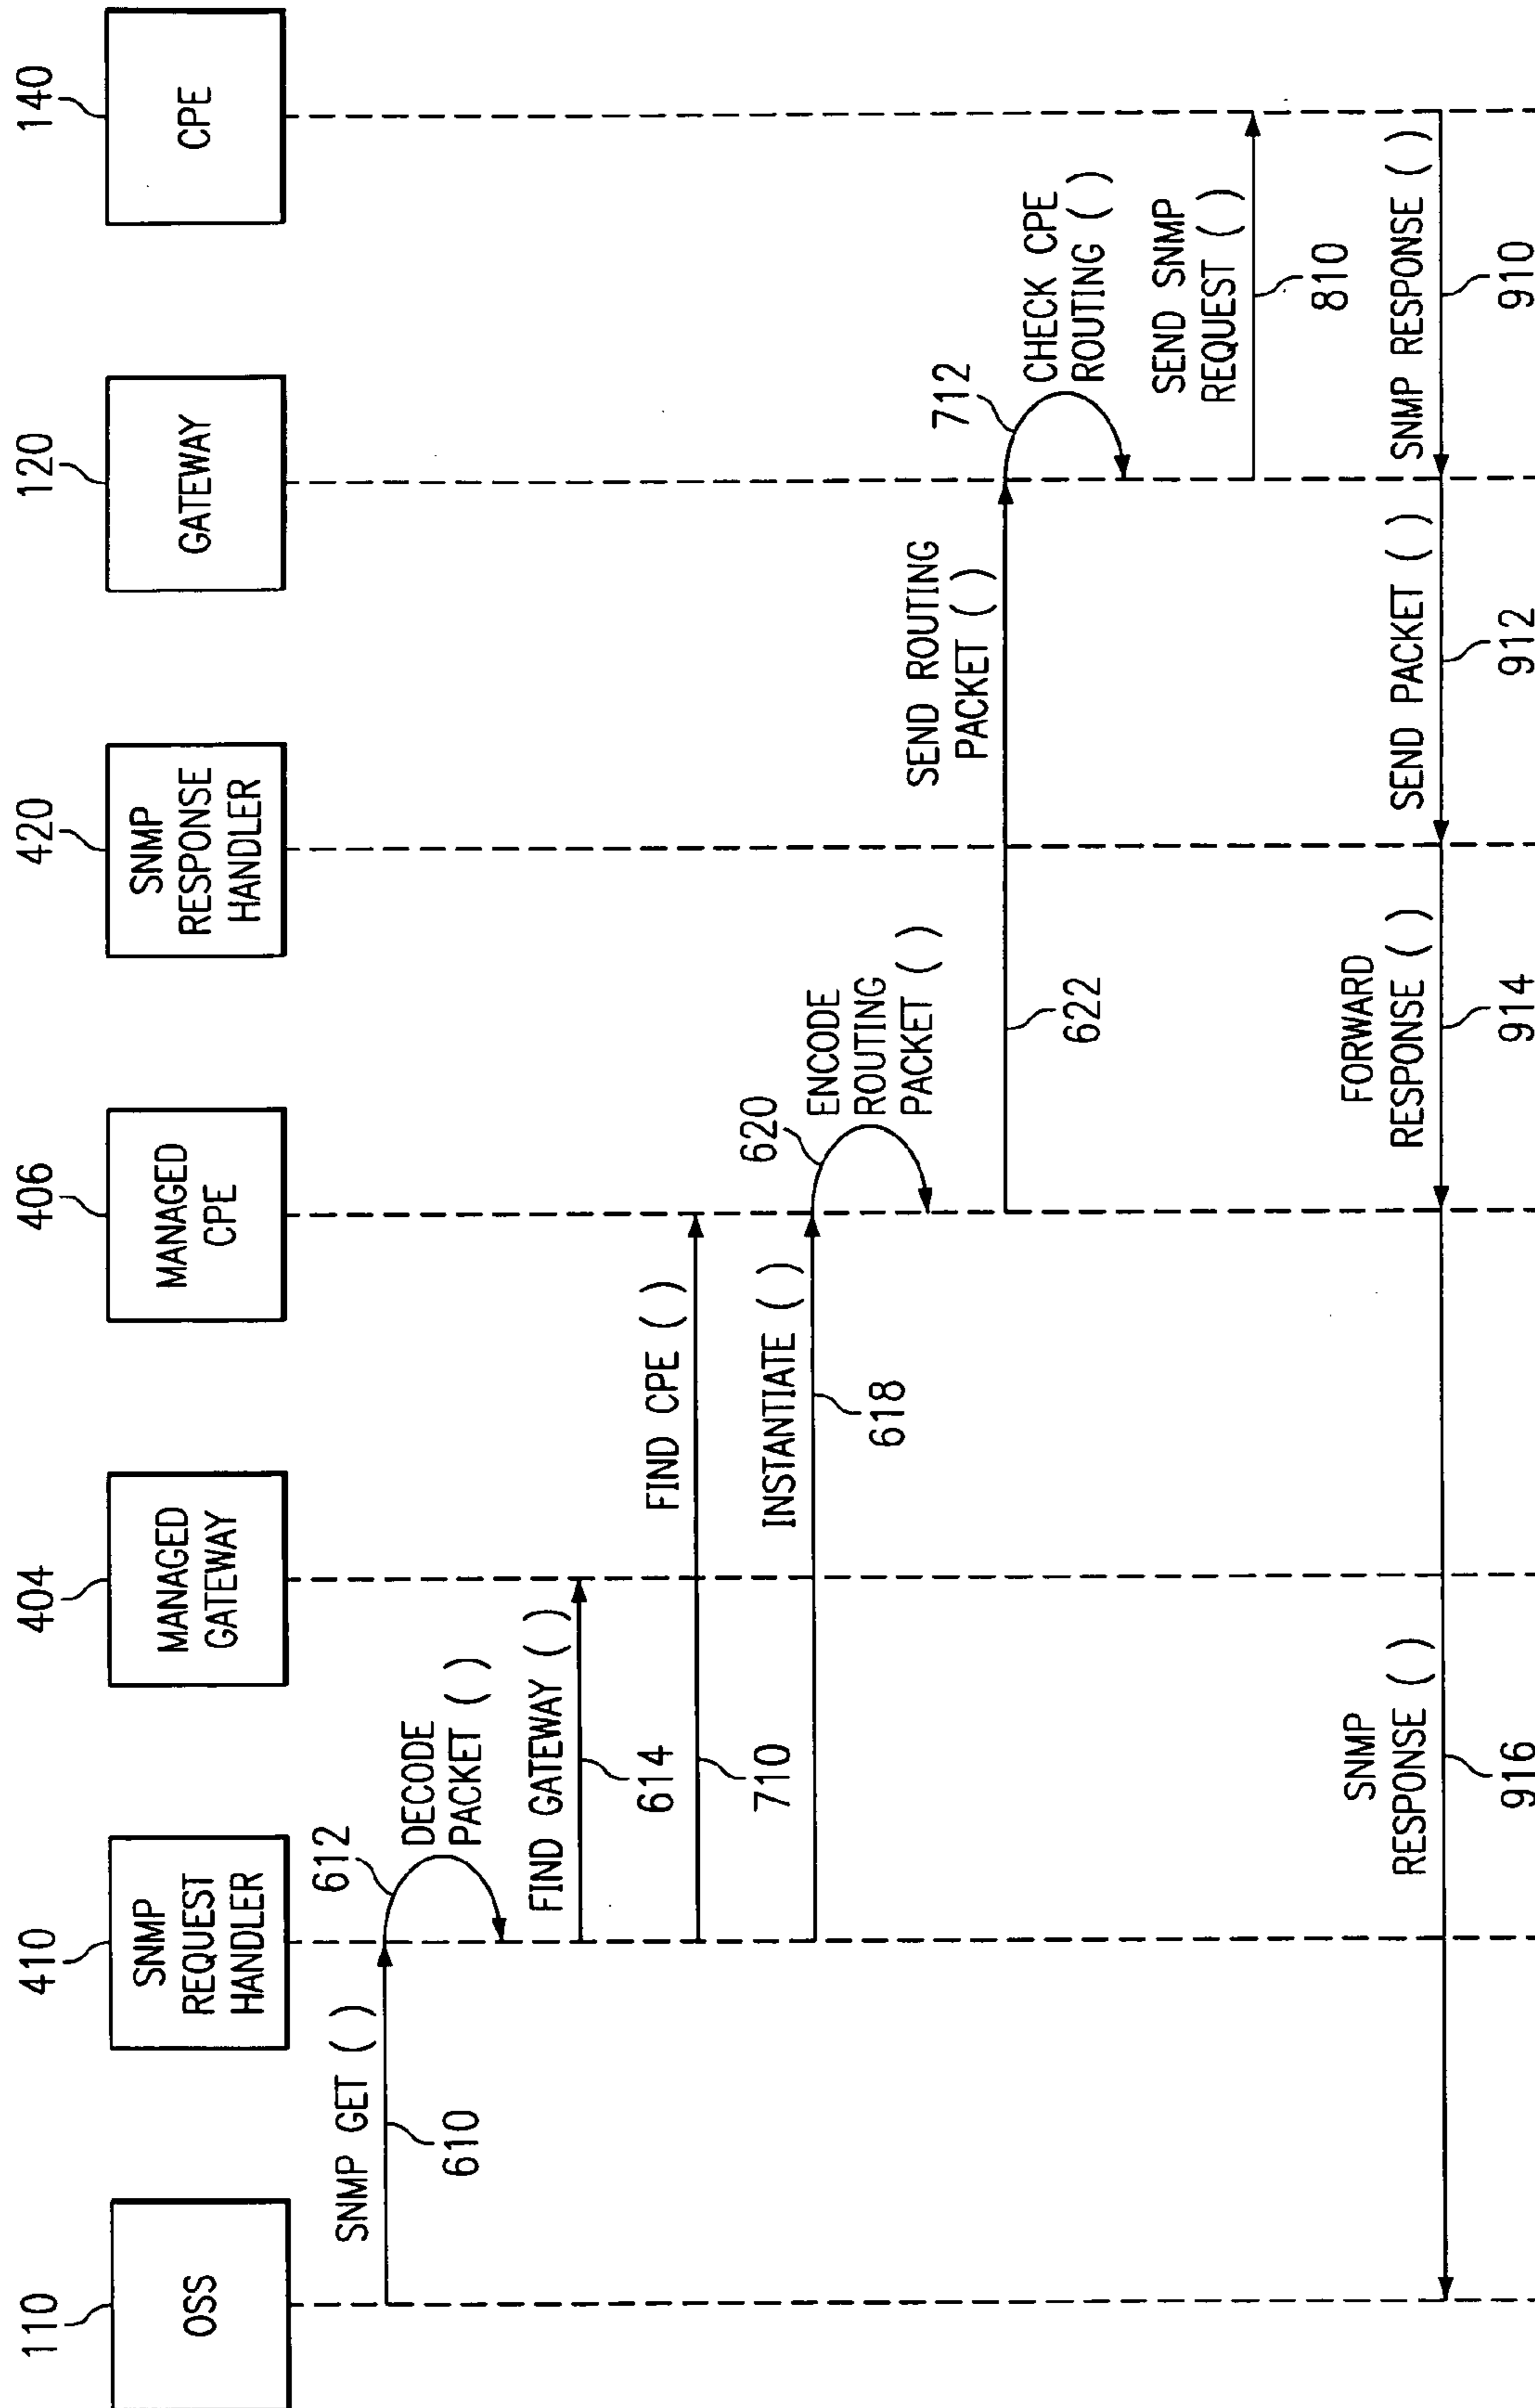 110
OSS
410
SNMP
REQUEST
HANDLER
404
MANAGED
GATEWAY
406
MANAGED
CPE
420
SNMP
RESPONSE
HANDLER
120
GATEWAY
140
CPE
SNMP GET ( )
610
612
DECODE
PACKET ( )
FIND GATEWAY ( )
614
FIND CPE ( )
710
INSTANTIATE ( )
618
620
ENCODE
ROUTING
PACKET ( )
SEND ROUTING
PACKET ( )
622
712
CHECK CPE
ROUTING ( )
SEND SNMP
REQUEST ( )
810
SNMP RESPONSE ( )
910
SEND PACKET ( )
912
FORWARD
RESPONSE ( )
914
SNMP
RESPONSE ( )
916